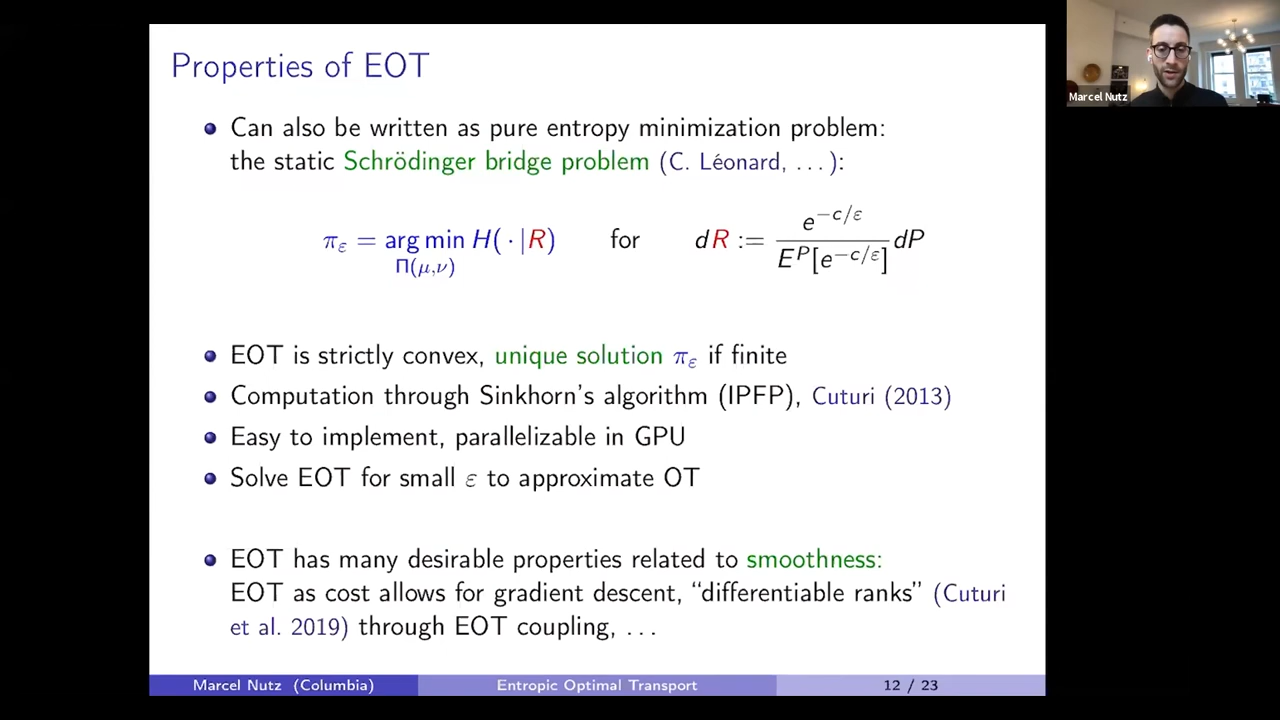 Properties of EOT
Can also be written as pure entropy minimization problem:
the static Schrödinger bridge problem (C. Léonard, . . . ):
π_ε = arg min_{Π(μ,ν)} H( · |R) for dR := e^{−c/ε} / E^P[e^{−c/ε}] dP
EOT is strictly convex, unique solution π_ε if finite
Computation through Sinkhorn's algorithm (IPFP), Cuturi (2013)
Easy to implement, parallelizable in GPU
Solve EOT for small ε to approximate OT
EOT has many desirable properties related to smoothness:
EOT as cost allows for gradient descent, “differentiable ranks” (Cuturi
et al. 2019) through EOT coupling, . . .
Marcel Nutz (Columbia) Entropic Optimal Transport 12 / 23
Marcel Nutz